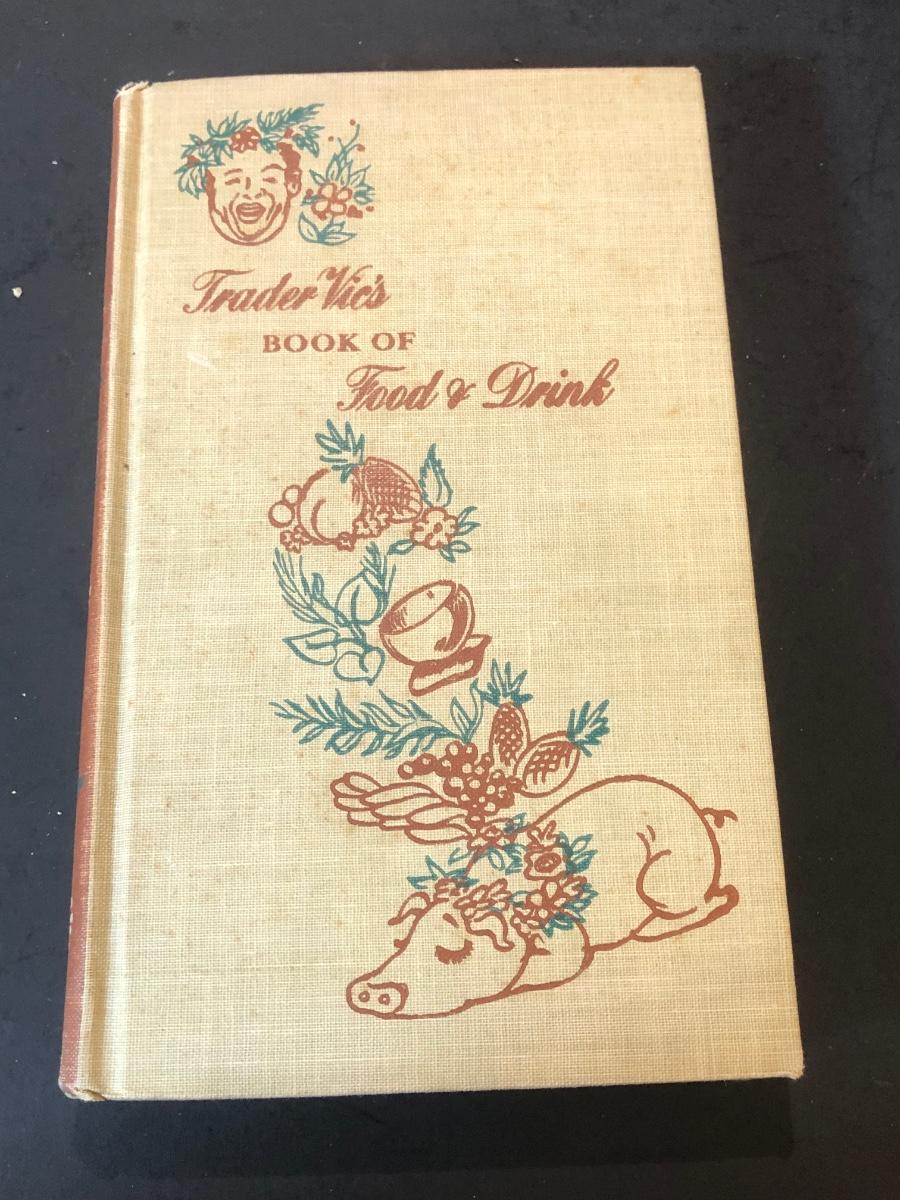 Trader Vic's
BOOK OF
Food & Drink